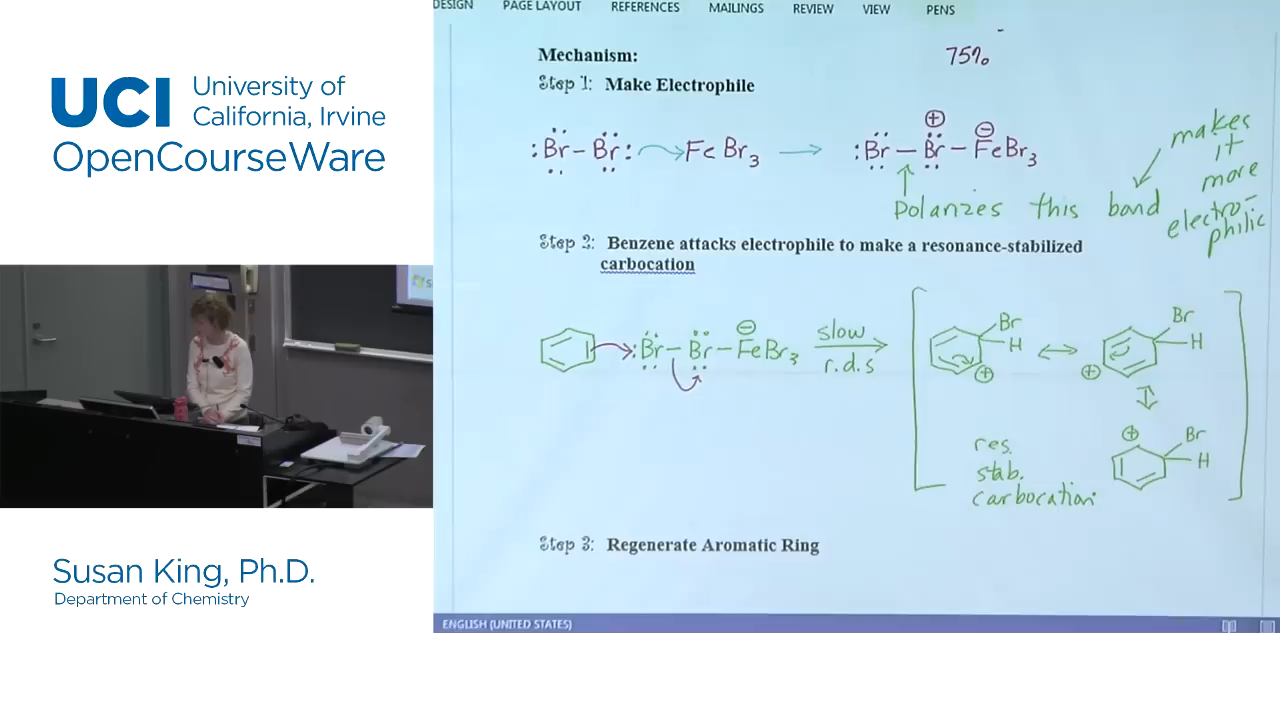 DESIGN PAGE LAYOUT REFERENCES MAILINGS REVIEW VIEW PENS
UCI University of
California, Irvine
OpenCourseWare
Mechanism:
75%
Step 1: Make Electrophile
:Br - Br: FeBr3 :Br - Br - FeBr3
⊕ ⊖
Polarizes this bond
makes
it
more
electro-
philic
Step 2: Benzene attacks electrophile to make a resonance-stabilized
carbocation
:Br - Br - FeBr3
⊖
slow
r.d.s
Br
H
⊕
Br
H
⊕
⊕
Br
H
res.
stab.
carbocation
Step 3: Regenerate Aromatic Ring
ENGLISH (UNITED STATES)
Susan King, Ph.D.
Department of Chemistry